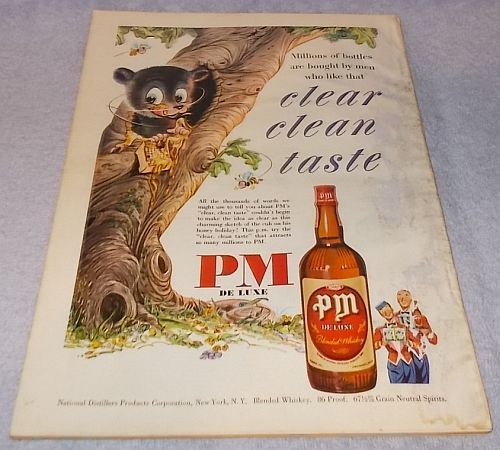 Millions of bottles
are bought by men
who like that
clear
clean
taste
All the thousands of words we
might use to tell you about PM's
"clear, clean taste" couldn't begin
to make the idea as clear as this
charming sketch of the cub on his
honey holiday! This p.m. try the
"clear, clean taste" that attracts
so many millions to PM.
PM
DE LUXE
pm
pm
DE LUXE
Blended Whiskey
National Distillers Products Corporation, New York, N. Y. Blended Whiskey. 86 Proof. 67½% Grain Neutral Spirits.